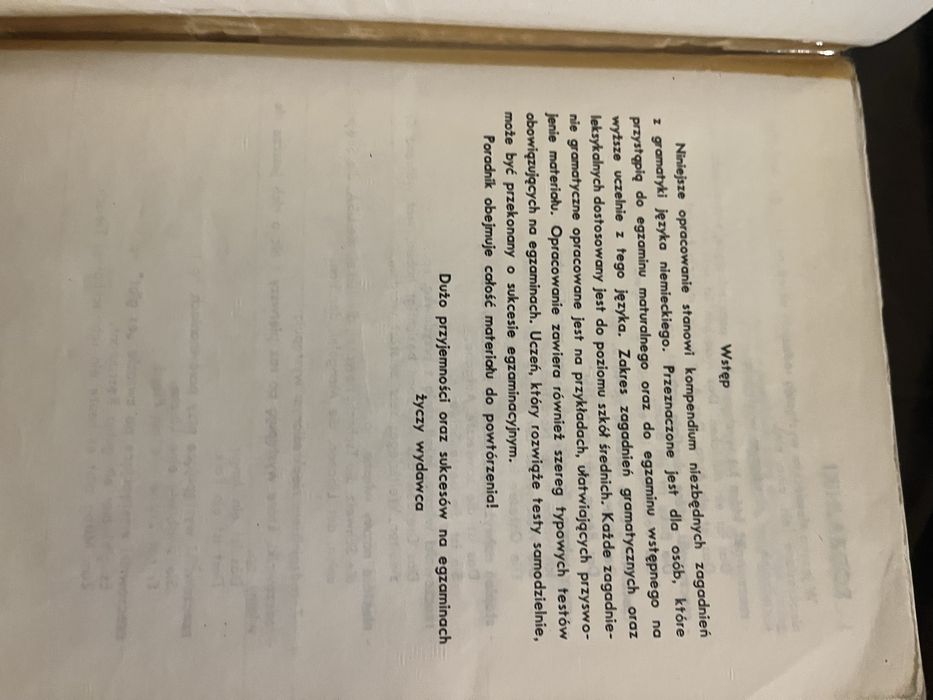 Wstęp
Niniejsze opracowanie stanowi kompendium niezbędnych zagadnień
z gramatyki języka niemieckiego. Przeznaczone jest dla osób, które
przystąpią do egzaminu maturalnego oraz do egzaminu wstępnego na
wyższe uczelnie z tego języka. Zakres zagadnień gramatycznych oraz
leksykalnych dostosowany jest do poziomu szkół średnich. Każde zagadnie-
nie gramatyczne opracowane jest na przykładach, ułatwiających przyswo-
jenie materiału. Opracowanie zawiera również szereg typowych testów
obowiązujących na egzaminach. Uczeń, który rozwiąże testy samodzielnie,
może być przekonany o sukcesie egzaminacyjnym.
Poradnik obejmuje całość materiału do powtórzenia!
Dużo przyjemności oraz sukcesów na egzaminach
życzy wydawca